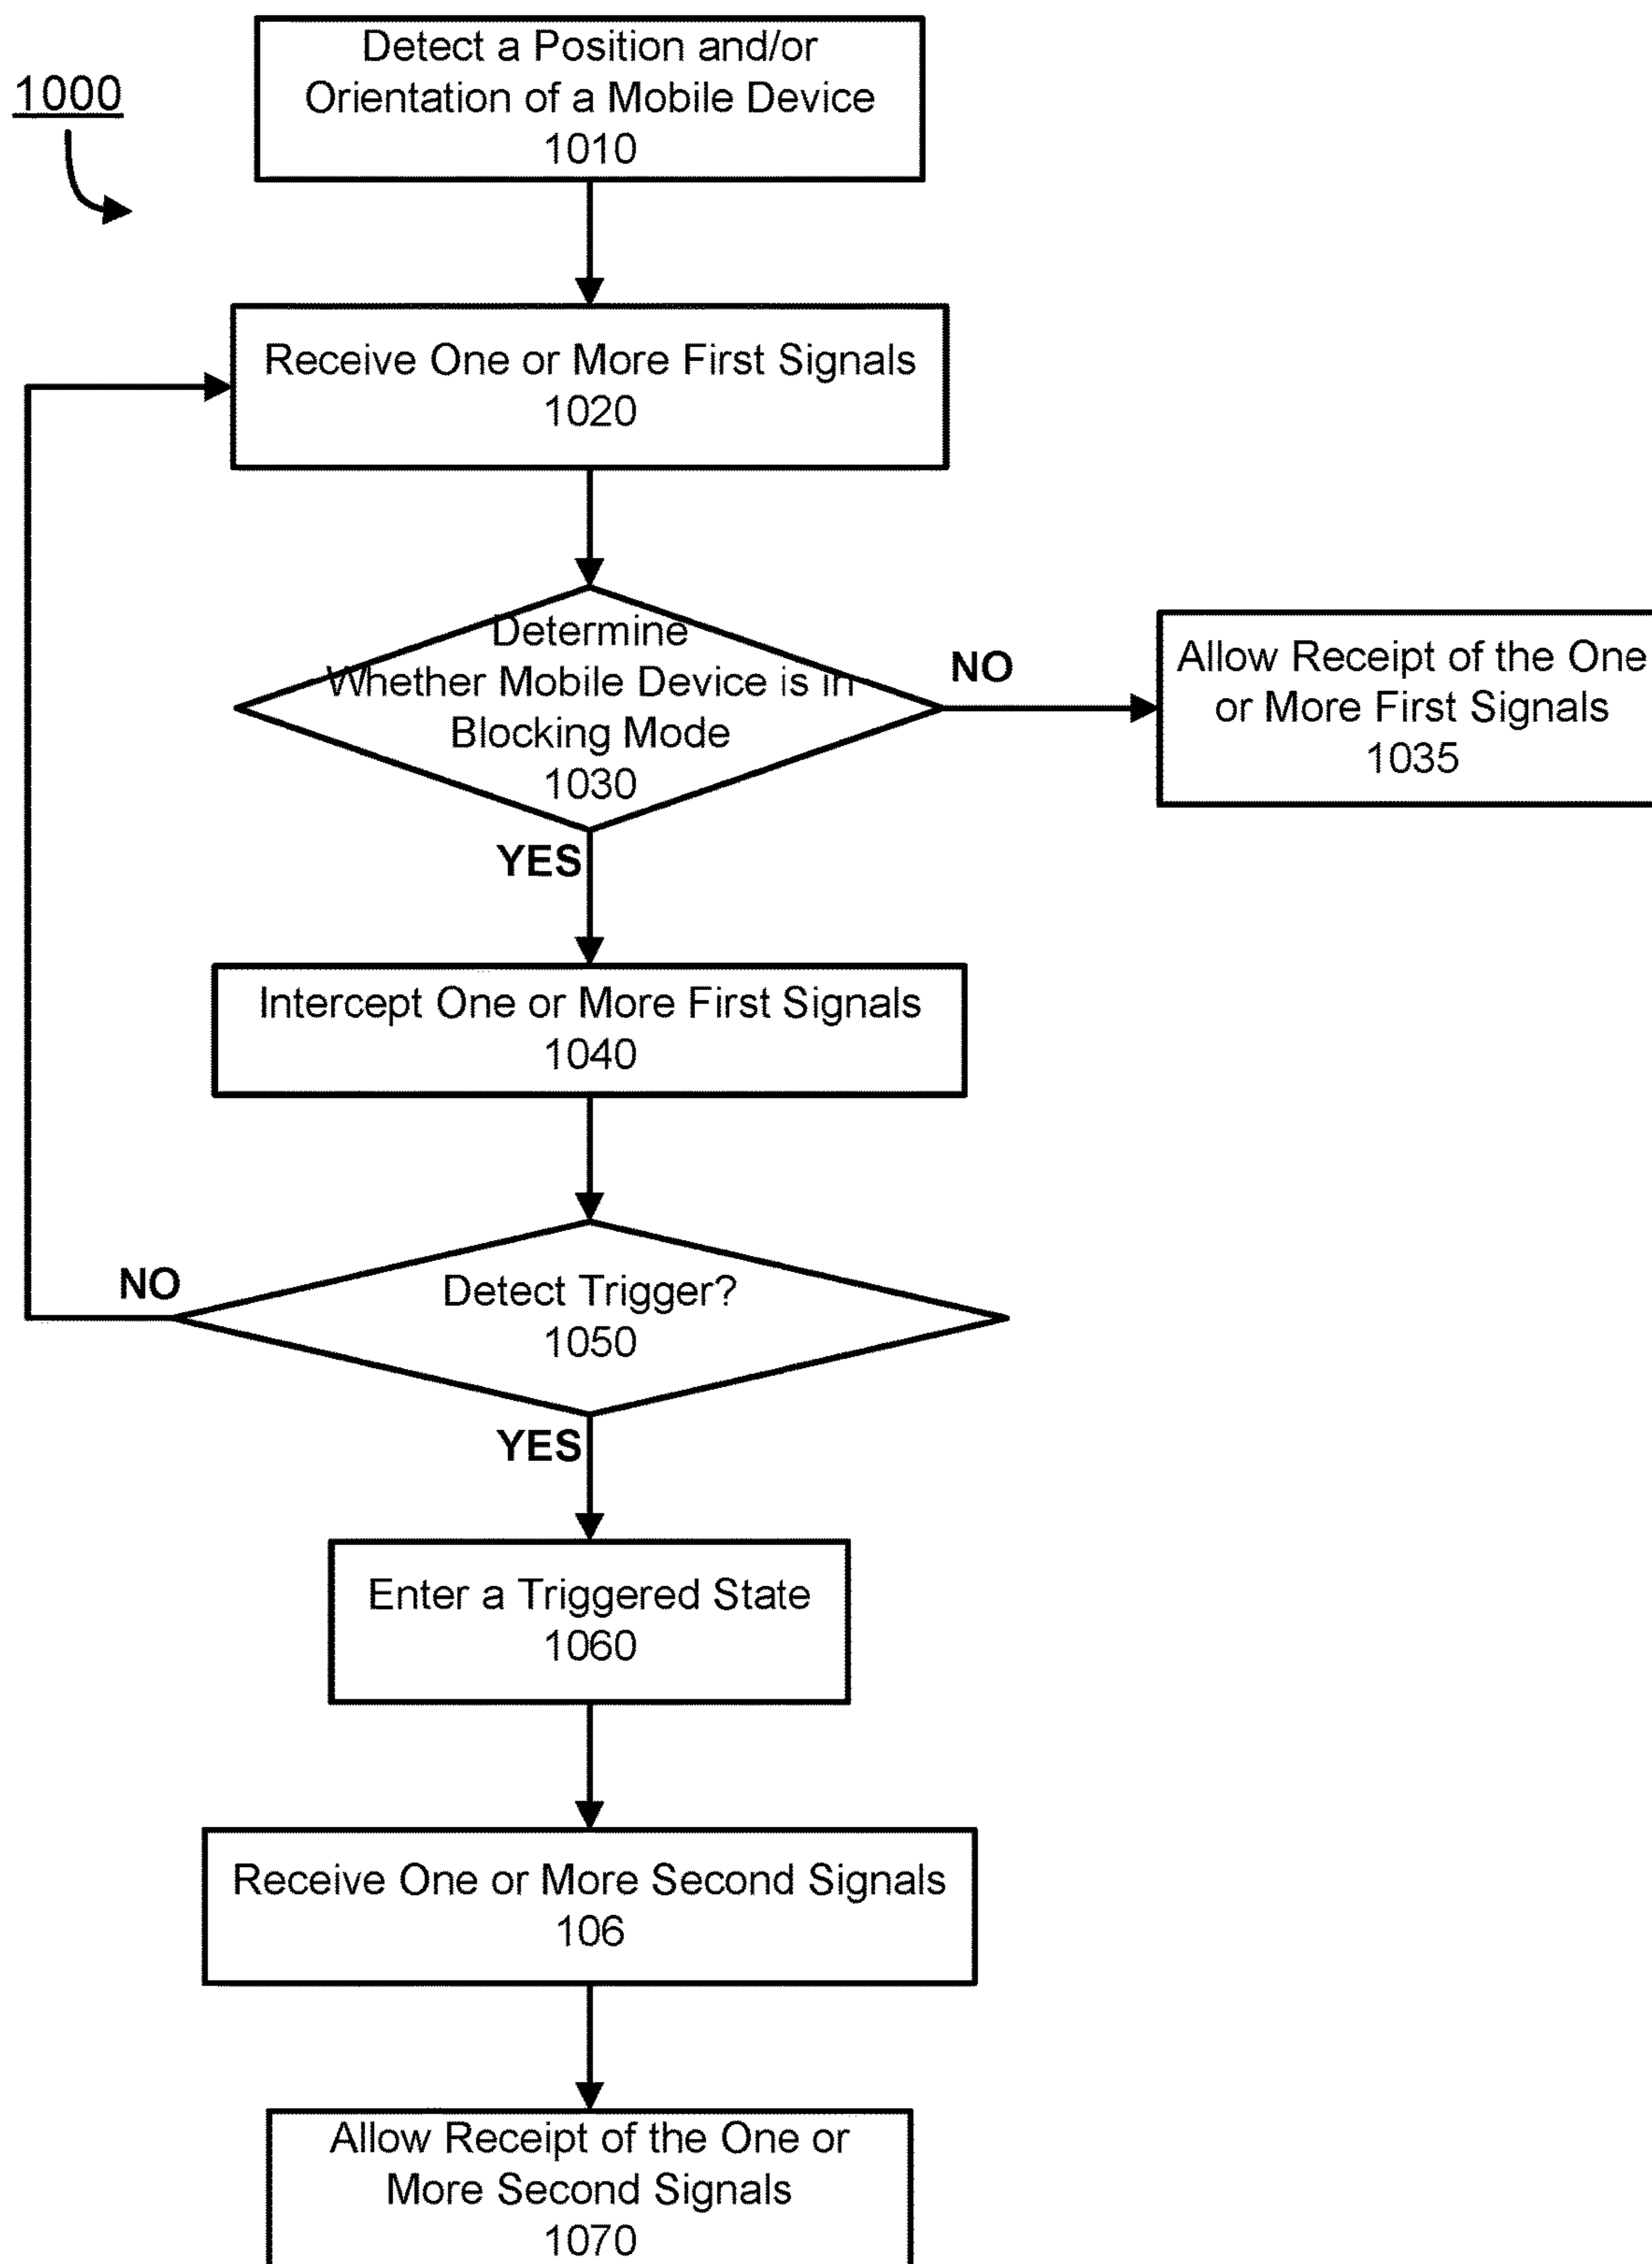 1000
Detect a Position and/or
Orientation of a Mobile Device
1010
Receive One or More First Signals
1020
Determine
Whether Mobile Device is in
Blocking Mode
1030
NO
Allow Receipt of the One
or More First Signals
1035
YES
Intercept One or More First Signals
1040
Detect Trigger?
1050
NO
YES
Enter a Triggered State
1060
Receive One or More Second Signals
106
Allow Receipt of the One or
More Second Signals
1070